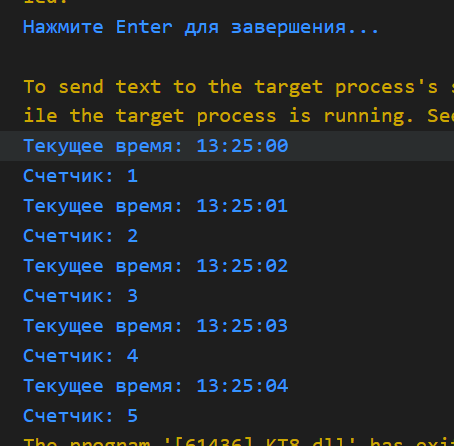 Нажмите Enter для завершения...
To send text to the target process's
ile the target process is running. See
Текущее время: 13:25:00
Счетчик: 1
Текущее время: 13:25:01
Счетчик: 2
Текущее время: 13:25:02
Счетчик: 3
Текущее время: 13:25:03
Счетчик: 4
Текущее время: 13:25:04
Счетчик: 5
The program '[61436] KT8.dll' has exit